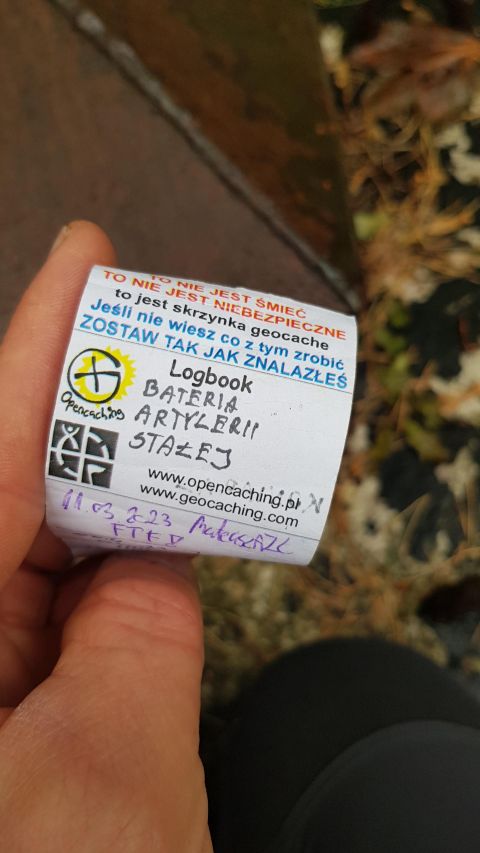 TO NIE JEST ŚMIEĆ
TO NIE JEST NIEBEZPIECZNE
to jest skrzynka geocache
Jeśli nie wiesz co z tym zrobić
ZOSTAW TAK JAK ZNALAZŁEŚ
Opencaching
Logbook
BATERIA
ARTYLERII
STAŁEJ
www.opencaching.pl
www.geocaching.com